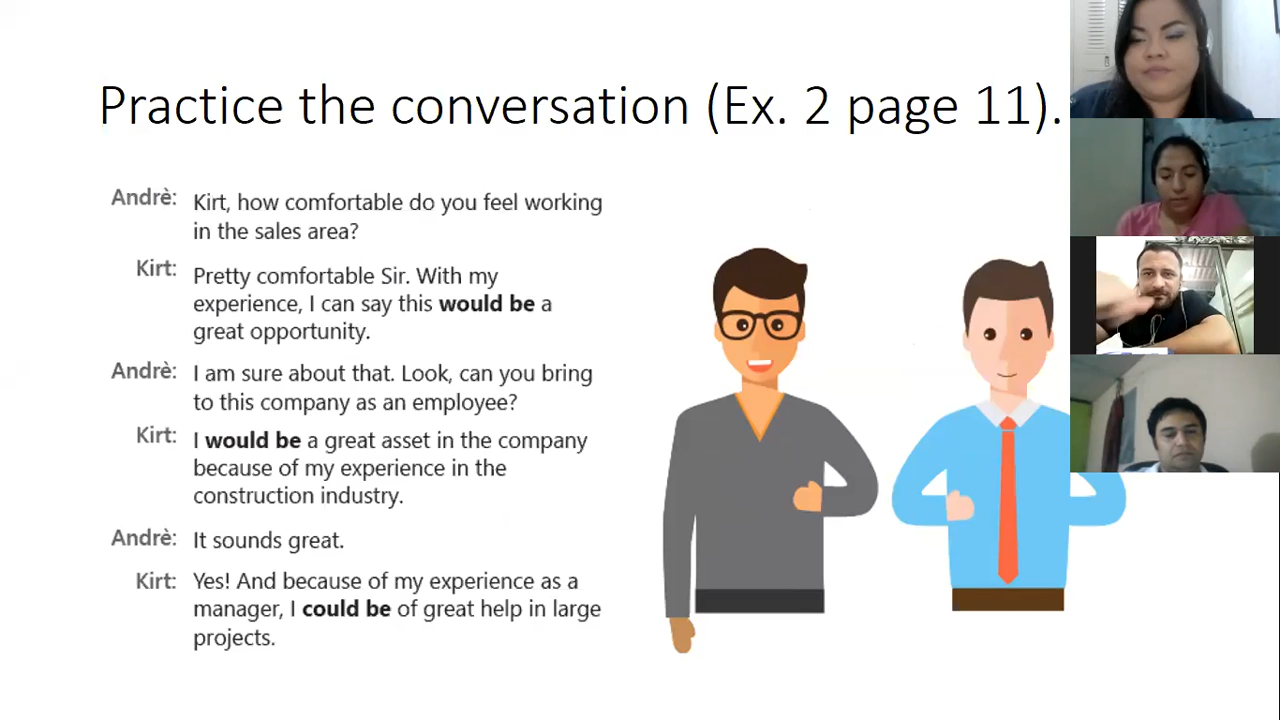 Practice the conversation (Ex. 2 page 11).
Andrè: Kirt, how comfortable do you feel working
in the sales area?
Kirt: Pretty comfortable Sir. With my
experience, I can say this would be a
great opportunity.
Andrè: I am sure about that. Look, can you bring
to this company as an employee?
Kirt: I would be a great asset in the company
because of my experience in the
construction industry.
Andrè: It sounds great.
Kirt: Yes! And because of my experience as a
manager, I could be of great help in large
projects.